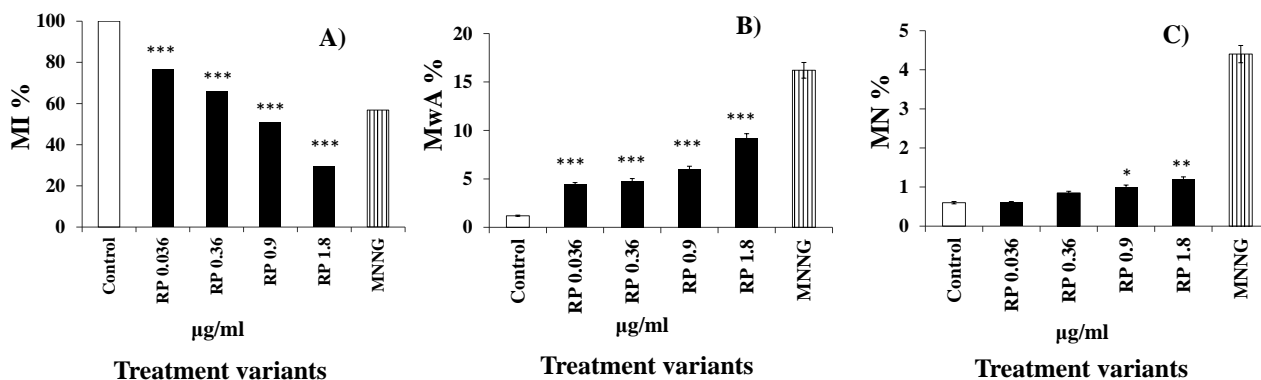 A)
MI %
100
80
60
40
20
0
***
***
***
***
Control
RP 0.036
RP 0.36
RP 0.9
RP 1.8
MNNG
µg/ml
Treatment variants
B)
MwA %
20
15
10
5
0
***
***
***
***
Control
RP 0.036
RP 0.36
RP 0.9
RP 1.8
MNNG
µg/ml
Treatment variants
C)
MN %
5
4
3
2
1
0
*
**
Control
RP 0.036
RP 0.36
RP 0.9
RP 1.8
MNNG
µg/ml
Treatment variants